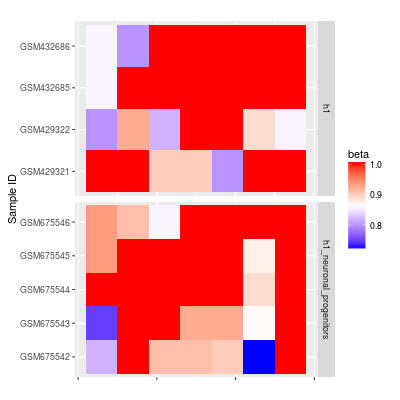 GSM432686
GSM432685
GSM429322
GSM429321
h1
GSM675546
GSM675545
GSM675544
GSM675543
GSM675542
h1_neuronal_progenitors
Sample ID
beta
1.0
0.9
0.8